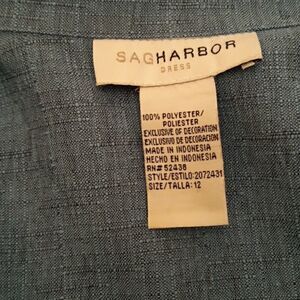 SAGHARBOR
DRESS
100% POLYESTER/
POLIESTER
EXCLUSIVE OF DECORATION
EXCLUSIVO DE DECORACIÓN
MADE IN INDONESIA
HECHO EN INDONESIA
RN#52438
STYLE/ESTILO:2072431
SIZE/TALLA:12